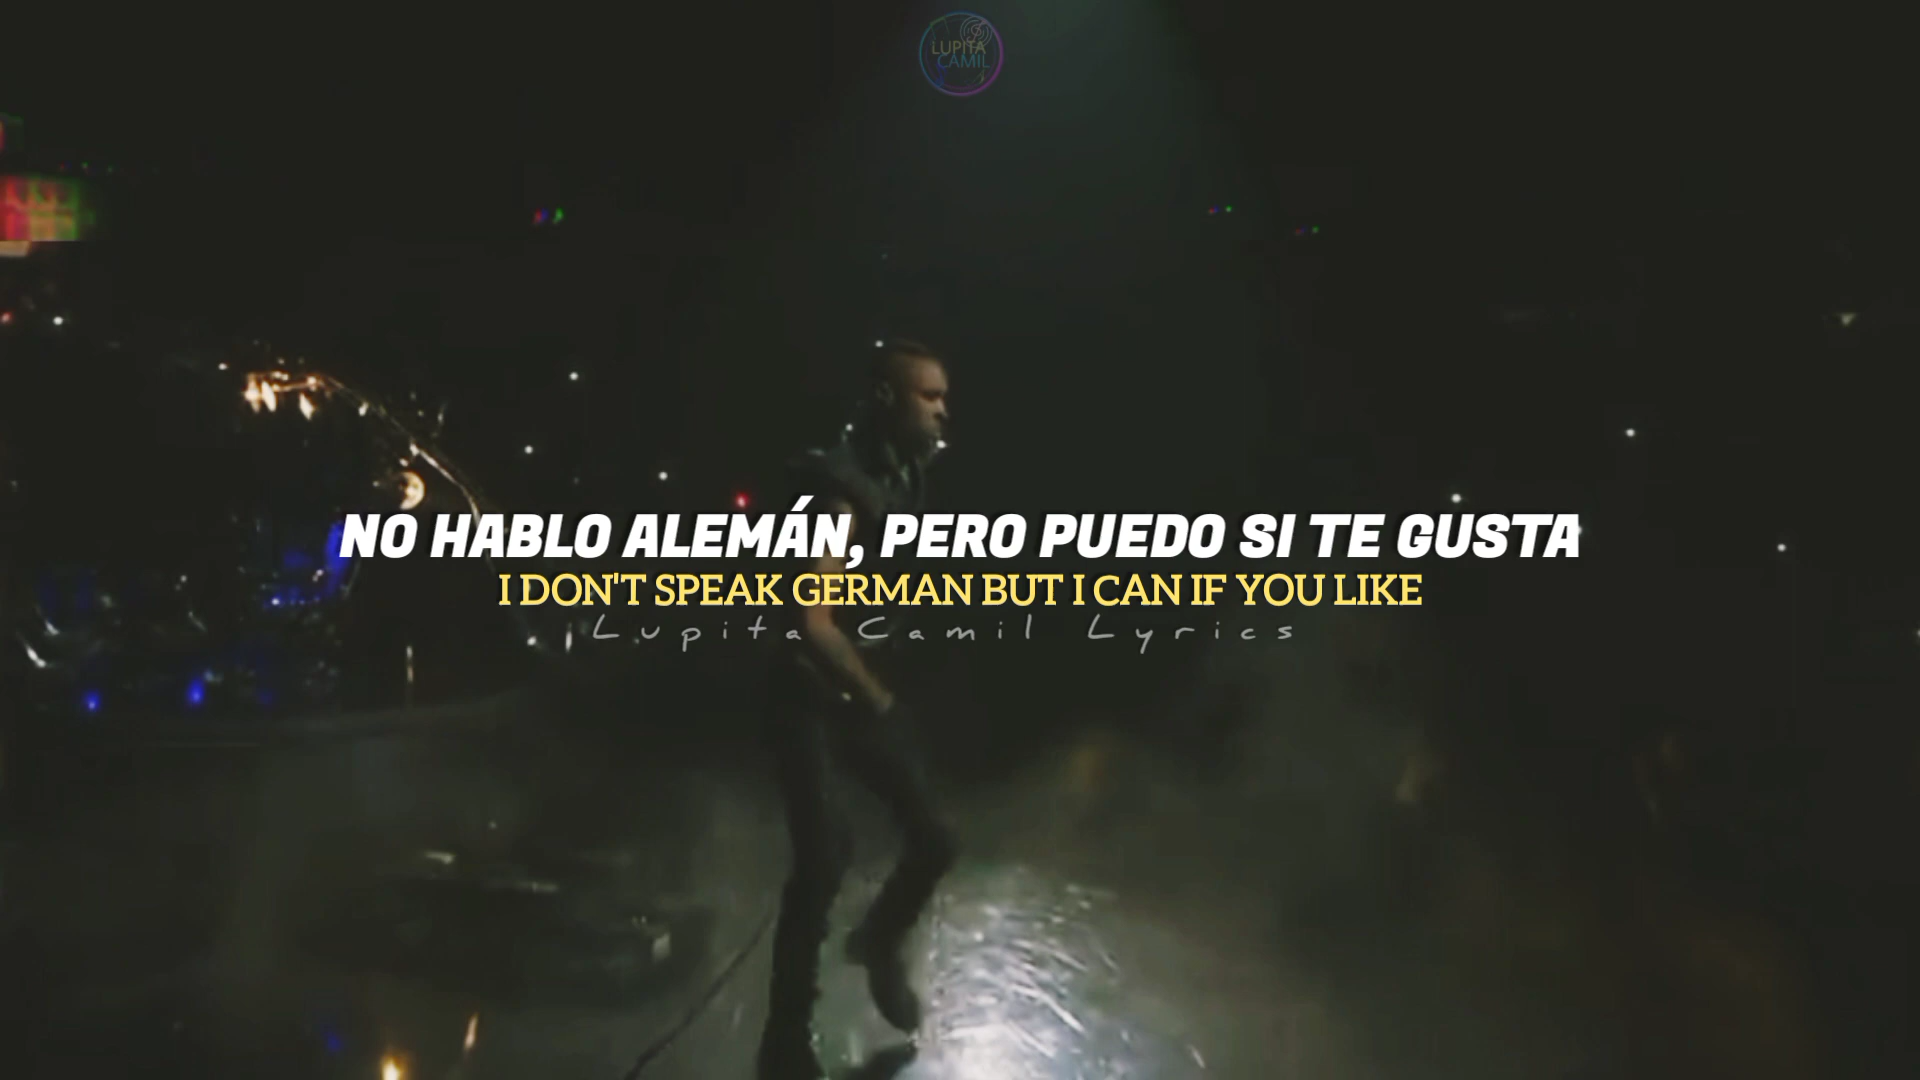 LUPITA
CAMIL
NO HABLO ALEMÁN, PERO PUEDO SI TE GUSTA
I DON'T SPEAK GERMAN BUT I CAN IF YOU LIKE
Lupita Camil Lyrics